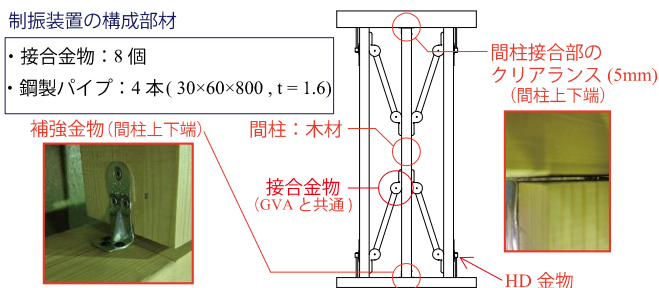 制振装置の構成部材
・接合金物：8 個
・鋼製パイプ：4 本( 30×60×800 , t = 1.6)
補強金物（間柱上下端）
間柱：木材
接合金物
（GVA と共通 ）
間柱接合部の
クリアランス (5mm)
（間柱上下端）
HD 金物